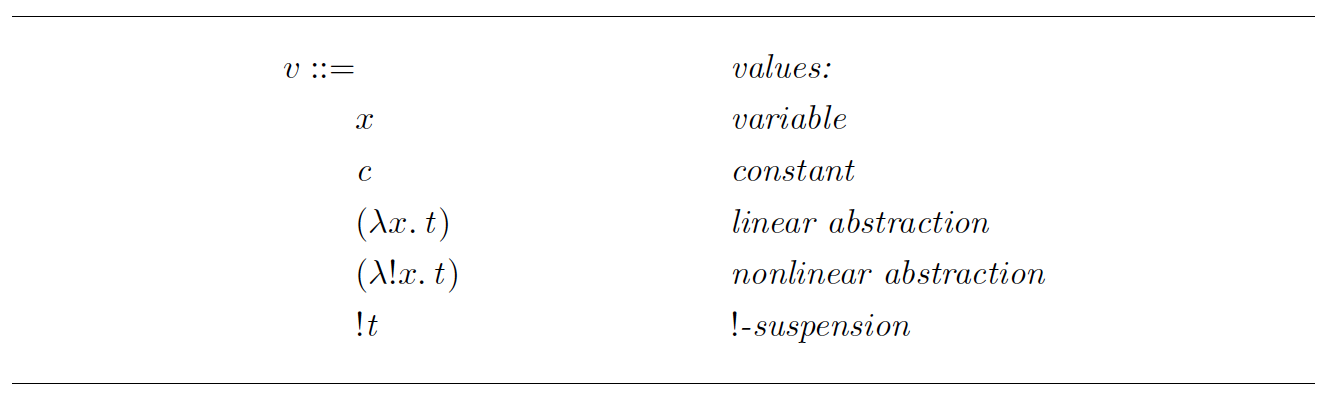 v ::= values:
x variable
c constant
(λx. t) linear abstraction
(λ!x. t) nonlinear abstraction
!t !-suspension